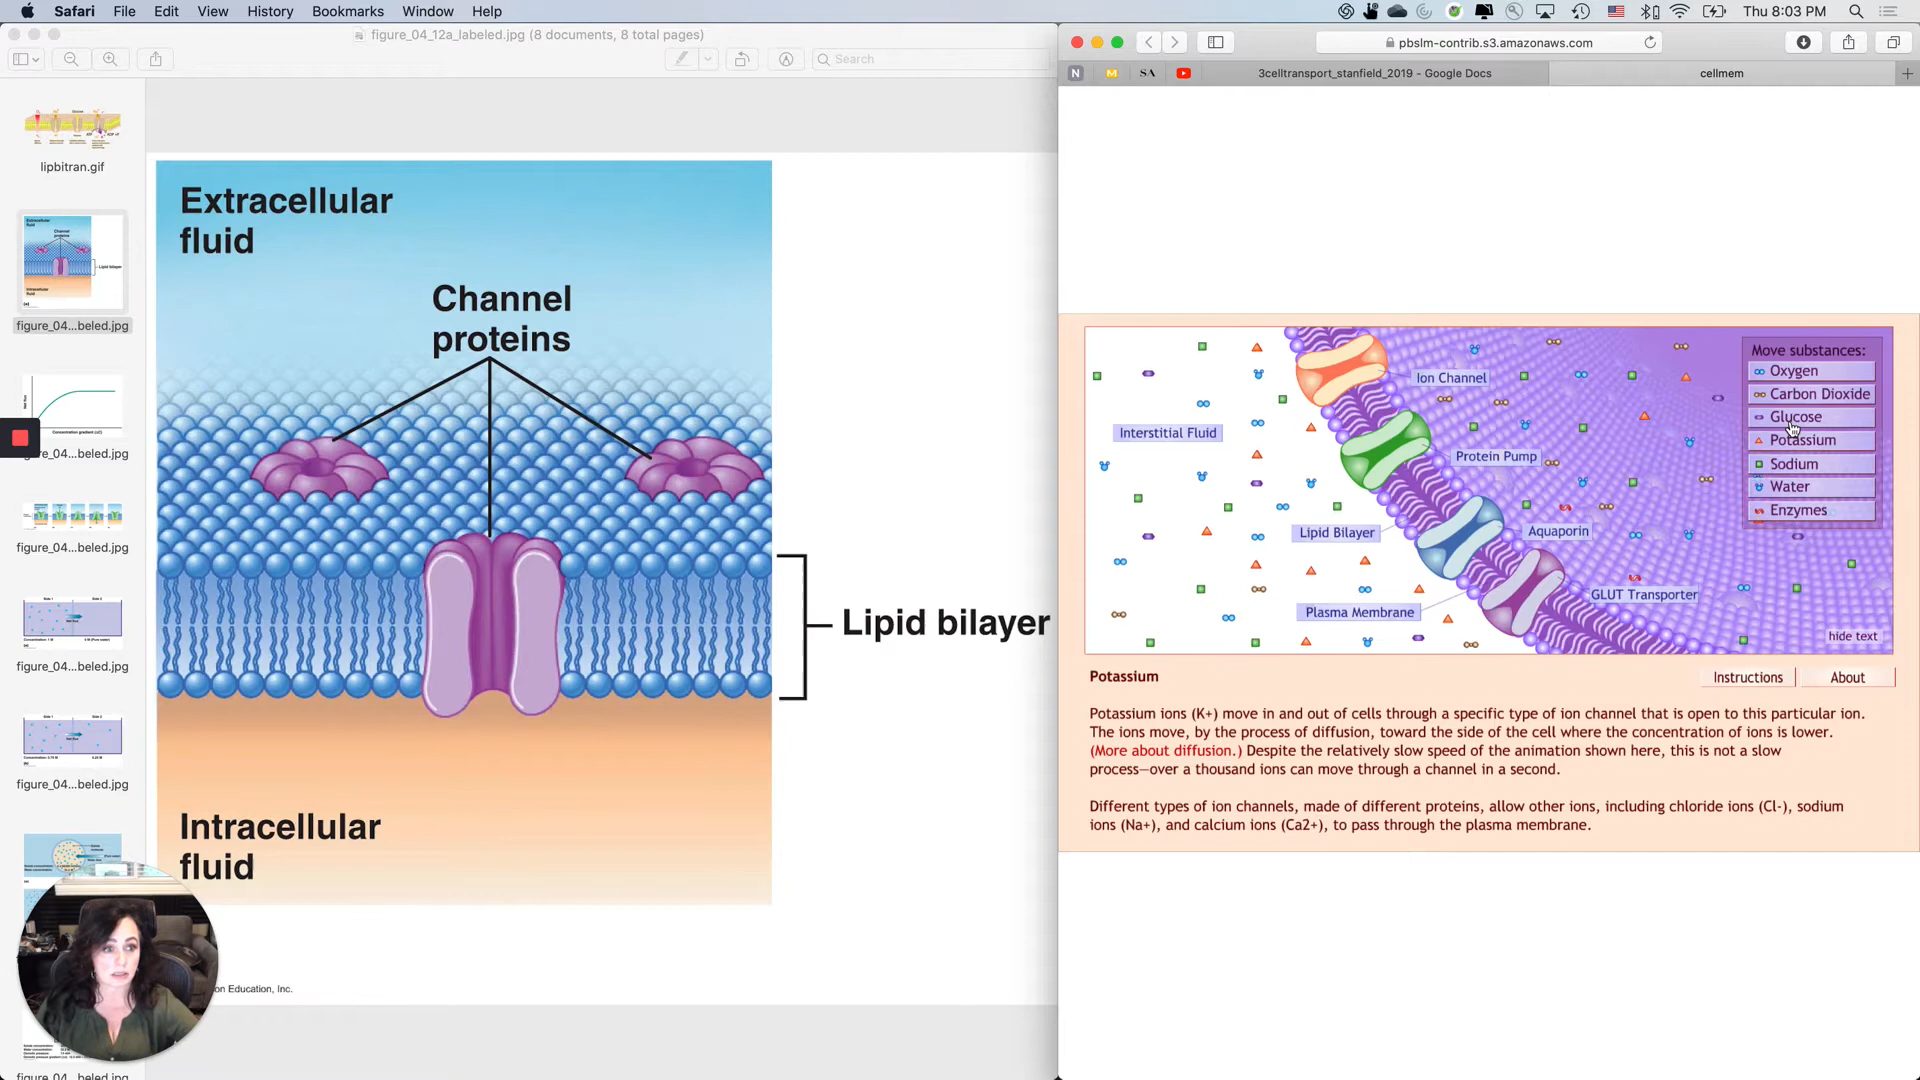 Safari File Edit View History Bookmarks Window Help
Thu 8:03 PM
figure_04_12a_labeled.jpg (8 documents, 8 total pages)
Search
lipbitran.gif
figure_04...beled.jpg
...beled.jpg
figure_04...beled.jpg
figure_04...beled.jpg
figure_04...beled.jpg
figure_04...beled.jpg
Extracellular
fluid
Channel
proteins
Lipid bilayer
Intracellular
fluid
on Education, Inc.
pbslm-contrib.s3.amazonaws.com
N M SA
3celltransport_stanfield_2019 - Google Docs
cellmem
Move substances:
Oxygen
Carbon Dioxide
Glucose
Potassium
Sodium
Water
Enzymes
Ion Channel
Interstitial Fluid
Protein Pump
Lipid Bilayer
Aquaporin
GLUT Transporter
Plasma Membrane
hide text
Potassium
Instructions
About
Potassium ions (K+) move in and out of cells through a specific type of ion channel that is open to this particular ion.
The ions move, by the process of diffusion, toward the side of the cell where the concentration of ions is lower.
(More about diffusion.) Despite the relatively slow speed of the animation shown here, this is not a slow
process—over a thousand ions can move through a channel in a second.
Different types of ion channels, made of different proteins, allow other ions, including chloride ions (Cl-), sodium
ions (Na+), and calcium ions (Ca2+), to pass through the plasma membrane.